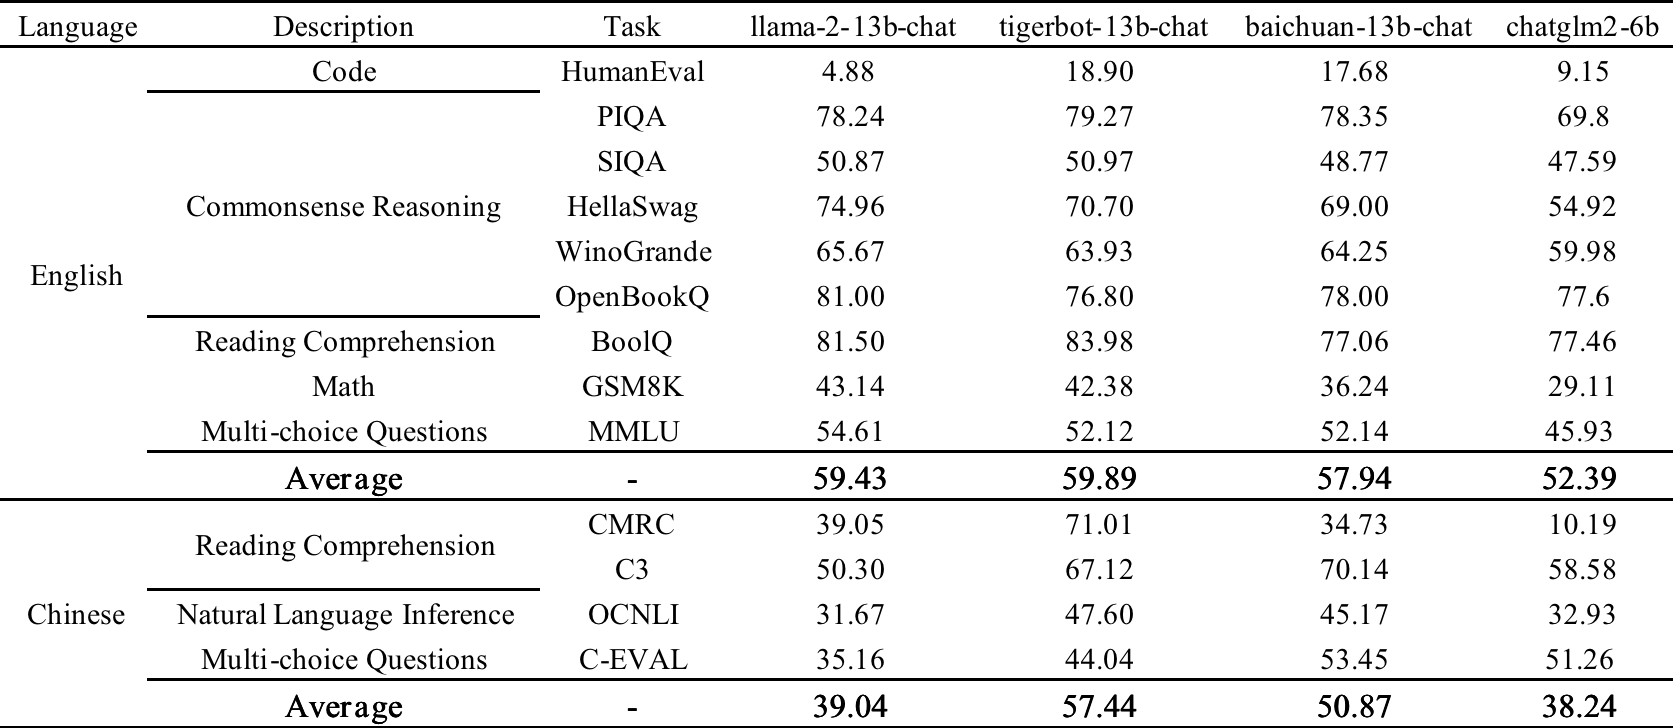 Language Description Task llama-2-13b-chat tigerbot-13b-chat baichuan-13b-chat chatglm2-6b
Code HumanEval 4.88 18.90 17.68 9.15
PIQA 78.24 79.27 78.35 69.8
SIQA 50.87 50.97 48.77 47.59
Commonsense Reasoning HellaSwag 74.96 70.70 69.00 54.92
WinoGrande 65.67 63.93 64.25 59.98
English
OpenBookQ 81.00 76.80 78.00 77.6
Reading Comprehension BoolQ 81.50 83.98 77.06 77.46
Math GSM8K 43.14 42.38 36.24 29.11
Multi-choice Questions MMLU 54.61 52.12 52.14 45.93
Average - 59.43 59.89 57.94 52.39
CMRC 39.05 71.01 34.73 10.19
Reading Comprehension
C3 50.30 67.12 70.14 58.58
Chinese Natural Language Inference OCNLI 31.67 47.60 45.17 32.93
Multi-choice Questions C-EVAL 35.16 44.04 53.45 51.26
Average - 39.04 57.44 50.87 38.24